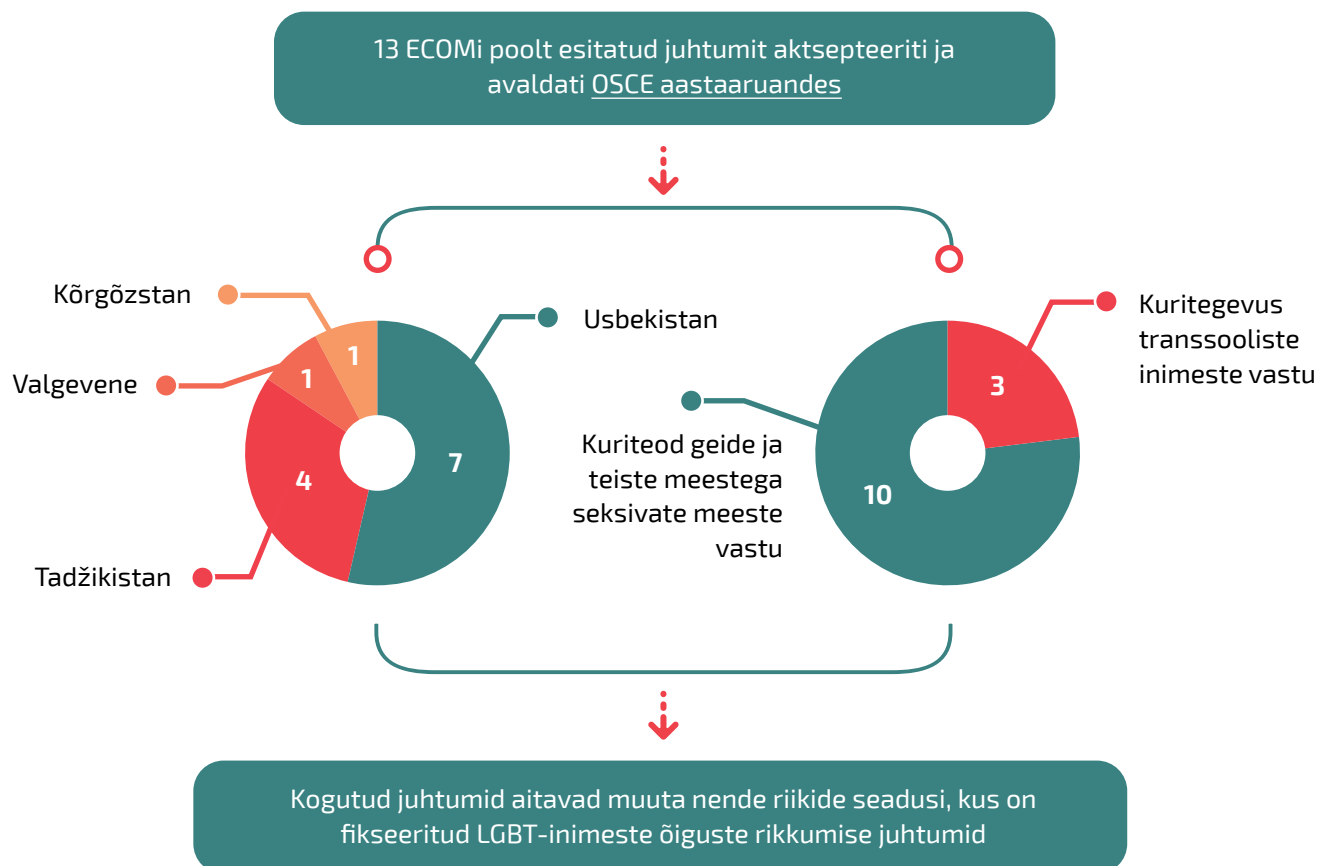 13 ECOMi poolt esitatud juhtumit aktsepteeriti ja
avaldati OSCE aastaaruandes
Kõrgõzstan
Valgevene
Tadžikistan
Usbekistan
1
1
4
7
Kuriteod geide ja
teiste meestega
seksivate meeste
vastu
Kuritegevus
transsooliste
inimeste vastu
3
10
Kogutud juhtumid aitavad muuta nende riikide seadusi, kus on
fikseeritud LGBT-inimeste õiguste rikkumise juhtumid